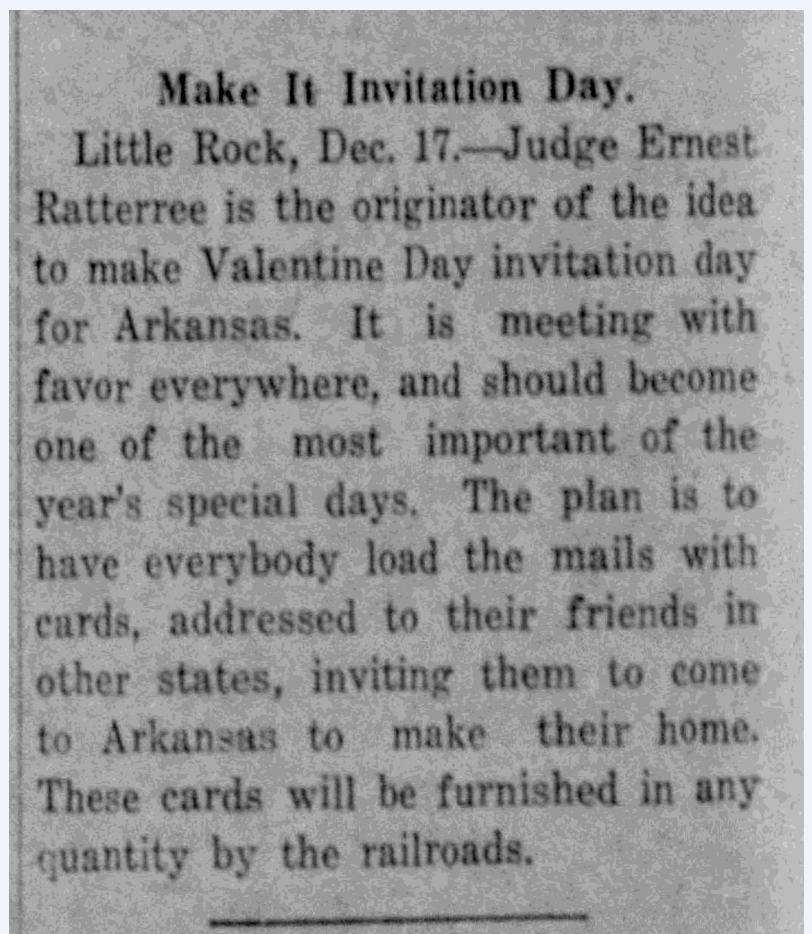 Make It Invitation Day.
Little Rock, Dec. 17.—Judge Ernest
Ratterree is the originator of the idea
to make Valentine Day invitation day
for Arkansas. It is meeting with
favor everywhere, and should become
one of the most important of the
year's special days. The plan is to
have everybody load the mails with
cards, addressed to their friends in
other states, inviting them to come
to Arkansas to make their home.
These cards will be furnished in any
quantity by the railroads.